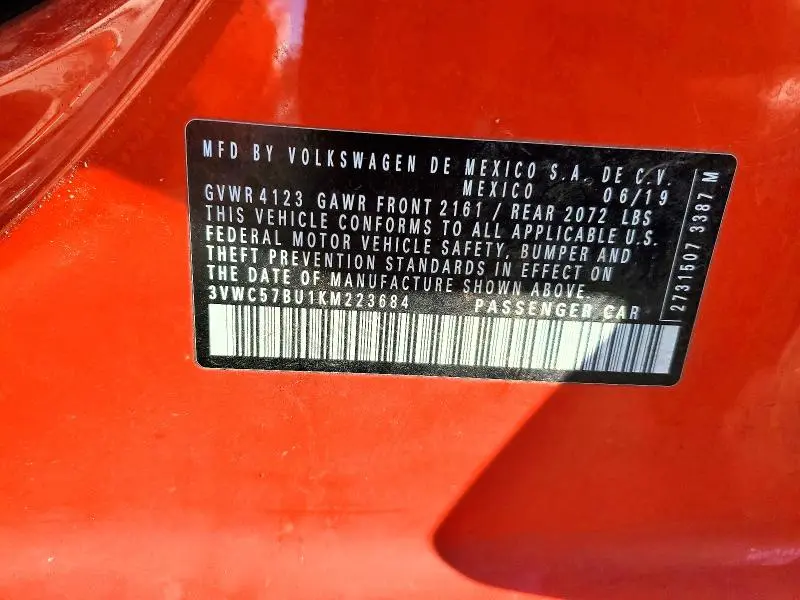 MFD BY VOLKSWAGEN DE MEXICO S.A. DE C.V.
MEXICO 06/19
GVWR 4123 GAWR FRONT 2161 / REAR 2072 LBS
THIS VEHICLE CONFORMS TO ALL APPLICABLE U.S.
FEDERAL MOTOR VEHICLE SAFETY, BUMPER AND
THEFT PREVENTION STANDARDS IN EFFECT ON
THE DATE OF MANUFACTURE SHOWN ABOVE.
3VWC57BU1KM223684 PASSENGER CAR
2731507 3397 M